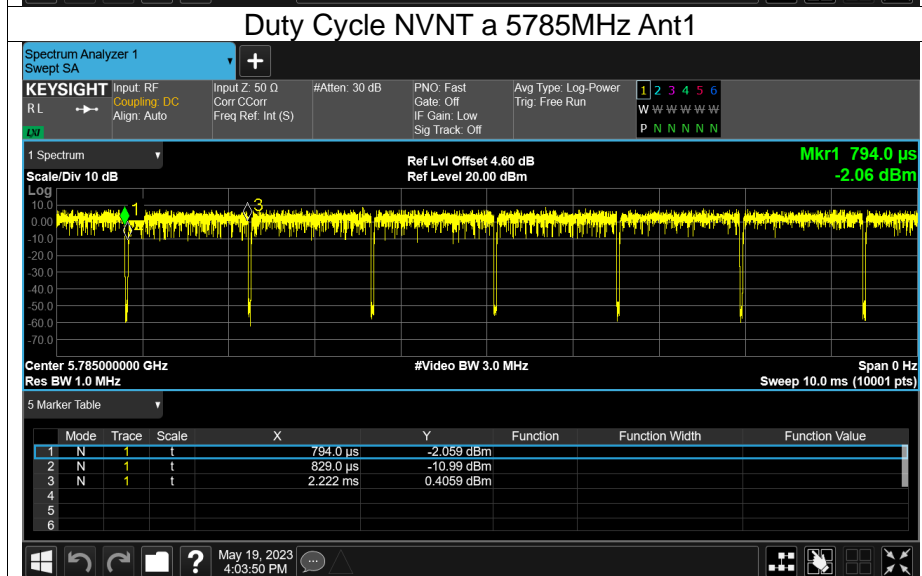 Duty Cycle NVNT a 5785MHz Ant1
Spectrum Analyzer 1
Swept SA
+
KEYSIGHT Input: RF Input Z: 50 Ω #Atten: 30 dB PNO: Fast Avg Type: Log-Power 1 2 3 4 5 6
RL Coupling: DC Corr CCorr Gate: Off Trig: Free Run W W W W W W
Align: Auto Freq Ref: Int (S) IF Gain: Low
LXI Sig Track: Off P N N N N N
1 Spectrum Ref Lvl Offset 4.60 dB Mkr1 794.0 µs
Scale/Div 10 dB Ref Level 20.00 dBm -2.06 dBm
Log
10.0
0.00
-10.0
-20.0
-30.0
-40.0
-50.0
-60.0
-70.0
1
3
Center 5.785000000 GHz #Video BW 3.0 MHz Span 0 Hz
Res BW 1.0 MHz Sweep 10.0 ms (10001 pts)
5 Marker Table
Mode Trace Scale X Y Function Function Width Function Value
1 N 1 t 794.0 µs -2.059 dBm
2 N 1 t 829.0 µs -10.99 dBm
3 N 1 t 2.222 ms 0.4059 dBm
4
5
6
? May 19, 2023
4:03:50 PM